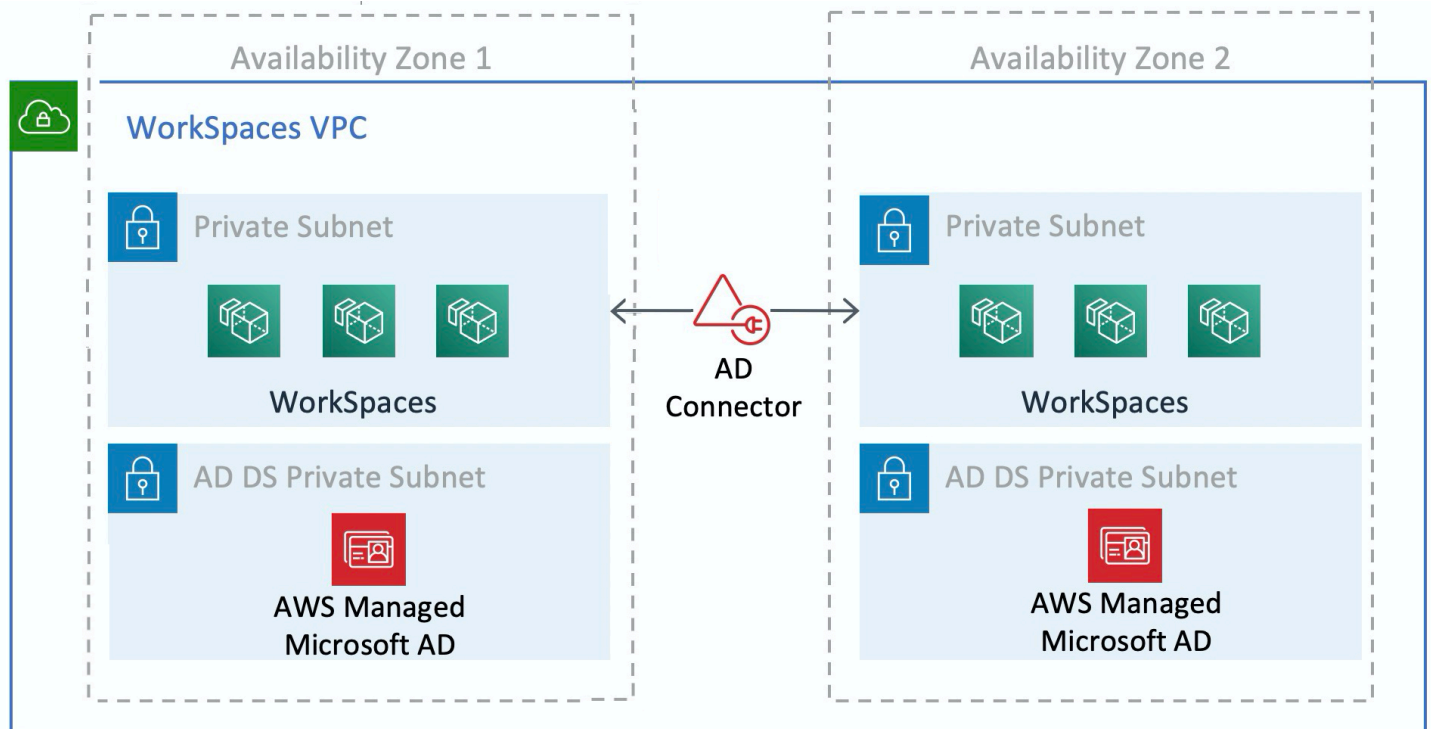 Availability Zone 1
Availability Zone 2
WorkSpaces VPC
Private Subnet
WorkSpaces
AD
Connector
Private Subnet
WorkSpaces
AD DS Private Subnet
AWS Managed
Microsoft AD
AD DS Private Subnet
AWS Managed
Microsoft AD